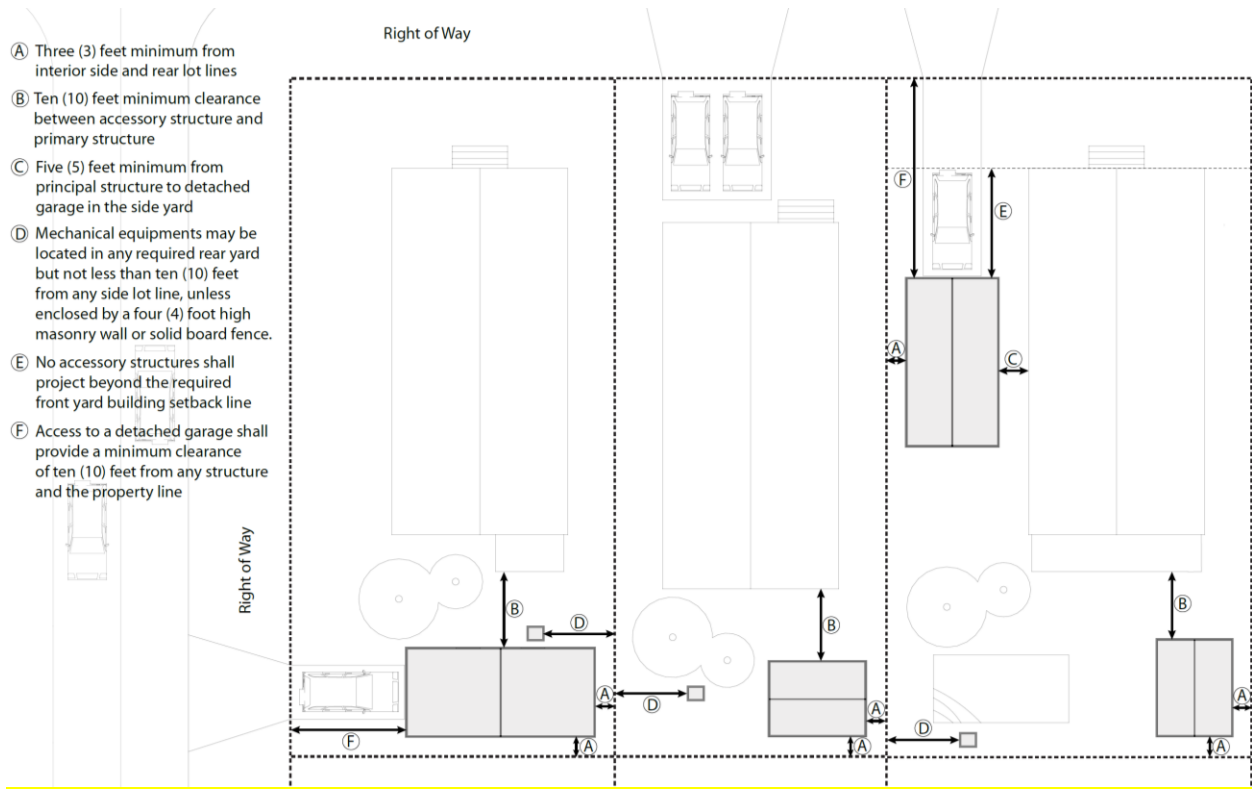 Right of Way
Ⓐ Three (3) feet minimum from
interior side and rear lot lines
Ⓑ Ten (10) feet minimum clearance
between accessory structure and
primary structure
Ⓒ Five (5) feet minimum from
principal structure to detached
garage in the side yard
Ⓓ Mechanical equipments may be
located in any required rear yard
but not less than ten (10) feet
from any side lot line, unless
enclosed by a four (4) foot high
masonry wall or solid board fence.
Ⓔ No accessory structures shall
project beyond the required
front yard building setback line
Ⓕ Access to a detached garage shall
provide a minimum clearance
of ten (10) feet from any structure
and the property line
Right of Way
Ⓕ
Ⓔ
Ⓐ
Ⓒ
Ⓑ
Ⓓ
Ⓑ
Ⓑ
Ⓐ
Ⓓ
Ⓐ
Ⓐ
Ⓕ
Ⓐ
Ⓐ
Ⓓ
Ⓐ